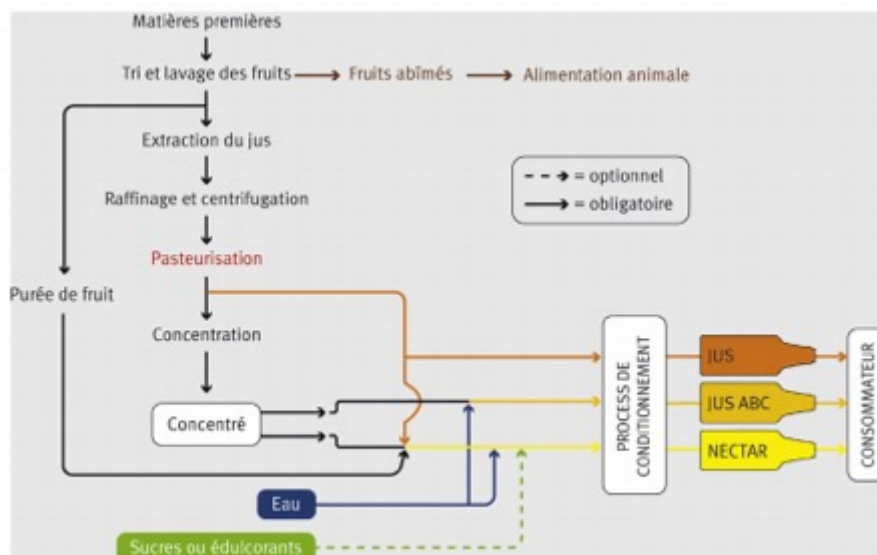 Matières premières
Tri et lavage des fruits
Fruits abîmés
Alimentation animale
Extraction du jus
= optionnel
= obligatoire
Raffinage et centrifugation
Pasteurisation
Purée de fruit
Concentration
Concentré
Eau
Sucres ou édulcorants
PROCESS DE
CONDITIONNEMENT
JUS
JUS ABC
NECTAR
CONSOMMATEUR